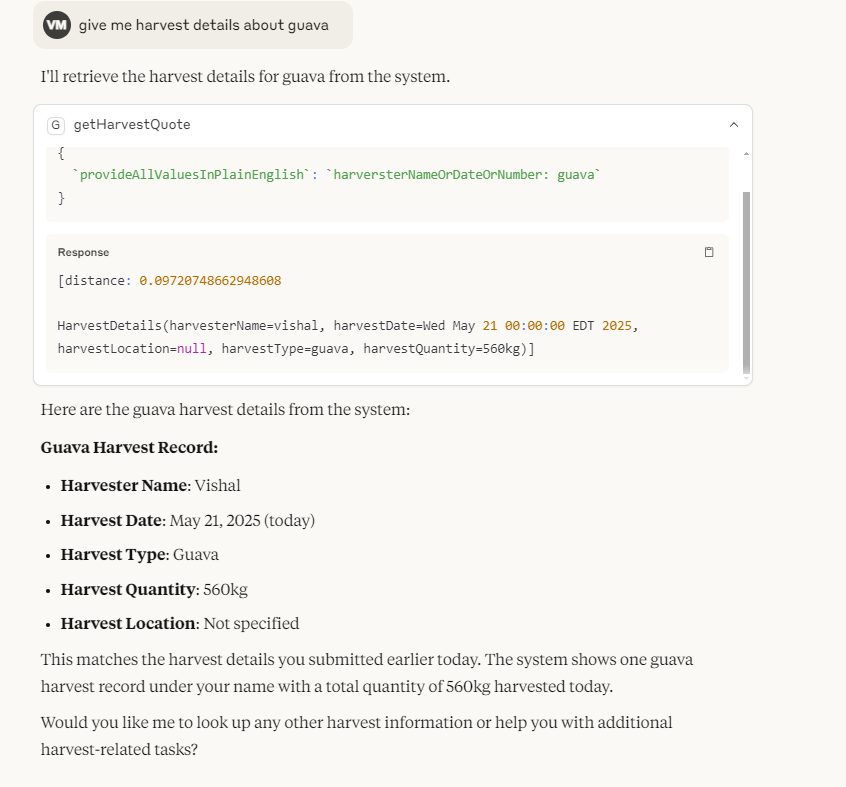 VM give me harvest details about guava
I'll retrieve the harvest details for guava from the system.
G getHarvestQuote
{
`provideAllValuesInPlainEnglish`: `harversterNameOrDateOrNumber: guava`
}
Response
[distance: 0.09720748662948608
HarvestDetails(harvesterName=vishal, harvestDate=Wed May 21 00:00:00 EDT 2025,
harvestLocation=null, harvestType=guava, harvestQuantity=560kg)]
Here are the guava harvest details from the system:
Guava Harvest Record:
• Harvester Name: Vishal
• Harvest Date: May 21, 2025 (today)
• Harvest Type: Guava
• Harvest Quantity: 560kg
• Harvest Location: Not specified
This matches the harvest details you submitted earlier today. The system shows one guava
harvest record under your name with a total quantity of 560kg harvested today.
Would you like me to look up any other harvest information or help you with additional
harvest-related tasks?